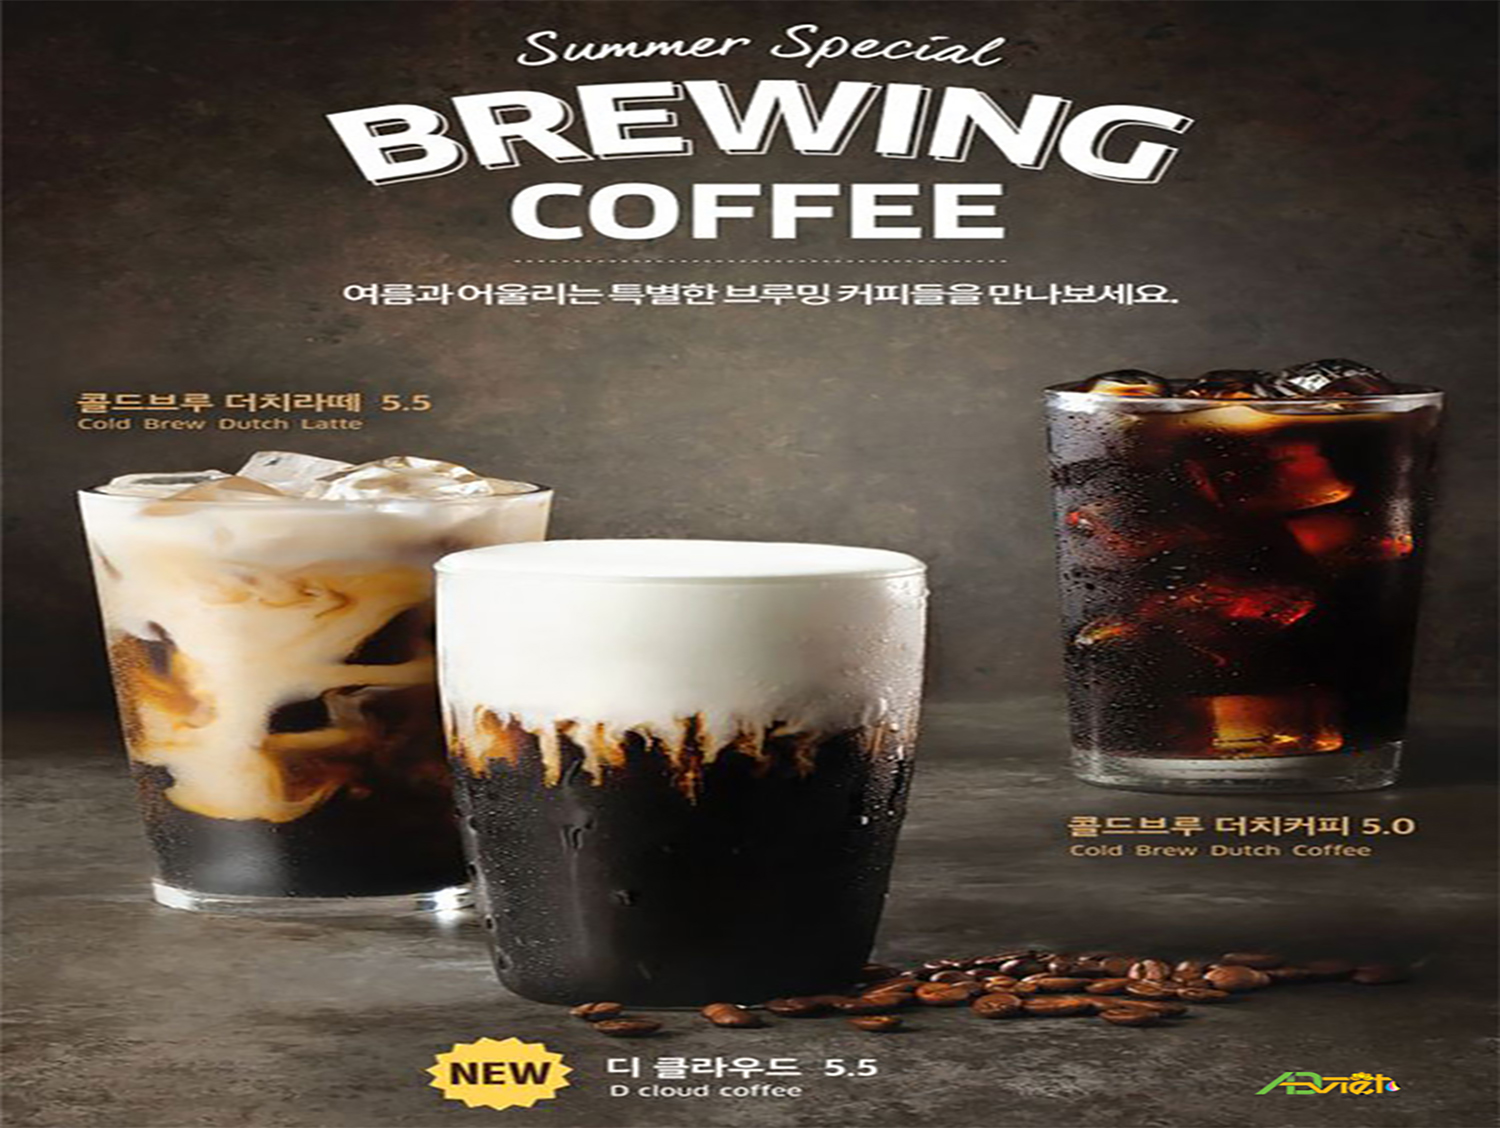 Summer Special
BREWING
COFFEE
여름과 어울리는 특별한 브루밍 커피들을 만나보세요.
콜드브루 더치라떼 5.5
Cold Brew Dutch Latte
콜드브루 더치커피 5.0
Cold Brew Dutch Coffee
NEW
디 클라우드 5.5
D cloud coffee
ADViệt